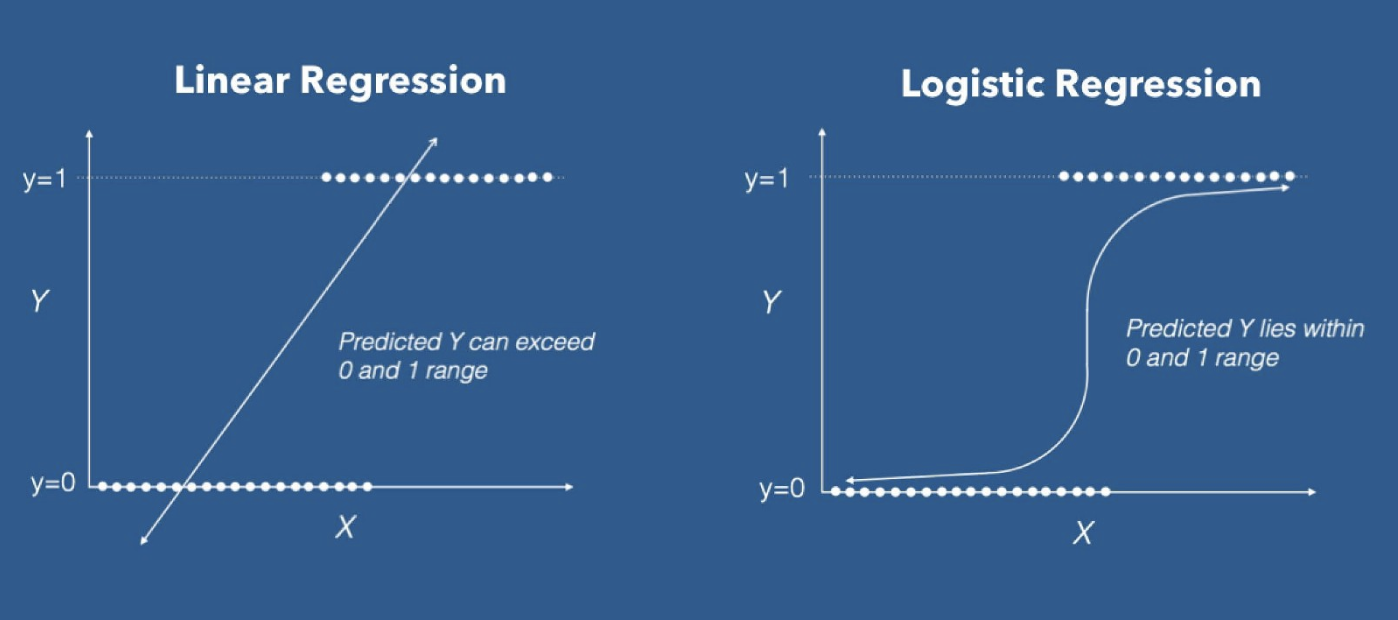 Linear Regression
y=1
Y
Predicted Y can exceed
0 and 1 range
y=0
X
Logistic Regression
y=1
Y
Predicted Y lies within
0 and 1 range
y=0
X